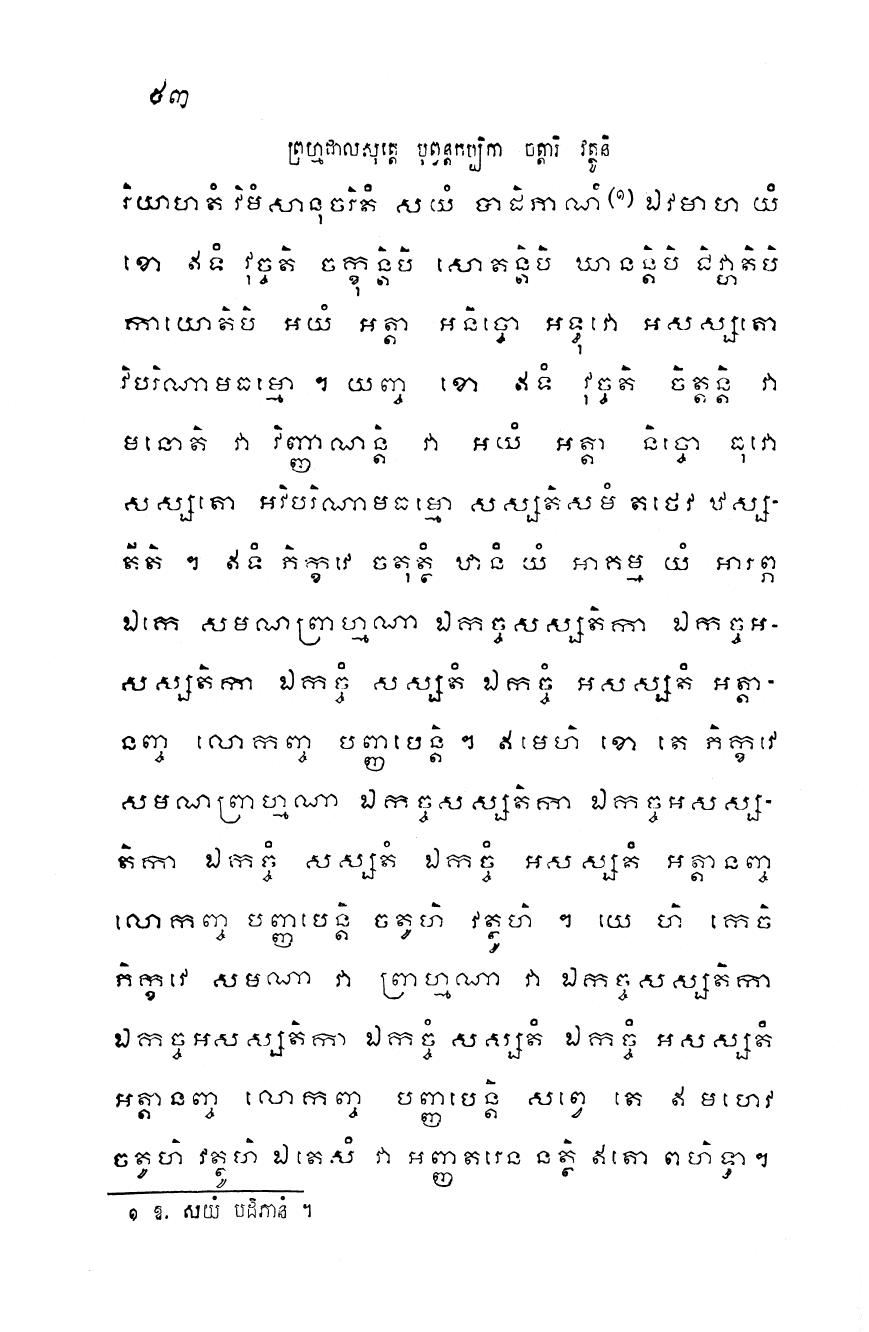 ៥៣
ព្រហ្មជាលសុត្តេ បុព្វន្តកប្បិកា ចត្តារិ វត្ថូនិ
រិយាហតំ វិមំសានុចរិតំ សយំ បាដិភាណំ(១) ឯវមាហ យំ
ខោ ឥទំ វុច្ចតិ ចក្ខុន្តិបិ សោតន្តិបិ ឃានន្តិបិ ជិវ្ហាតិបិ
កាយោតិបិ អយំ អត្តា អនិច្ចោ អទ្ធុវោ អសស្សតោ
វិបរិណាមធម្មោ ។ យញ្ច ខោ ឥទំ វុច្ចតិ ចិត្តន្តិ វា
មនោតិ វា វិញ្ញាណន្តិ វា អយំ អត្តា និច្ចោ ធុវោ
សស្សតោ អវិបរិណាមធម្មោ សស្សតិសមំ តថេវ ឋស្ស-
តីតិ ។ ឥទំ ភិក្ខវេ ចតុត្ថំ ឋានំ យំ អាគម្ម យំ អារព្ភ
ឯកេ សមណព្រាហ្មណា ឯកច្ចសស្សតិកា ឯកច្ចអ-
សស្សតិកា ឯកច្ចំ សស្សតំ ឯកច្ចំ អសស្សតំ អត្តា-
នញ្ច លោកញ្ច បញ្ញបេន្តិ ។ ឥមេហិ ខោ តេ ភិក្ខវេ
សមណព្រាហ្មណា ឯកច្ចសស្សតិកា ឯកច្ចអសស្ស-
តិកា ឯកច្ចំ សស្សតំ ឯកច្ចំ អសស្សតំ អត្តានញ្ច
លោកញ្ច បញ្ញបេន្តិ ចតូហិ វត្ថូហិ ។ យេ ហិ កេចិ
ភិក្ខវេ សមណា វា ព្រាហ្មណា វា ឯកច្ចសស្សតិកា
ឯកច្ចអសស្សតិកា ឯកច្ចំ សស្សតំ ឯកច្ចំ អសស្សតំ
អត្តានញ្ច លោកញ្ច បញ្ញបេន្តិ សព្វេ តេ ឥមហេវ
ចតូហិ វត្ថូហិ ឯតេសំ វា អញ្ញតរេន នត្ថិ ឥតោ ពហិទ្ធា ។
១ ឱ. សយំ បដិភានំ ។